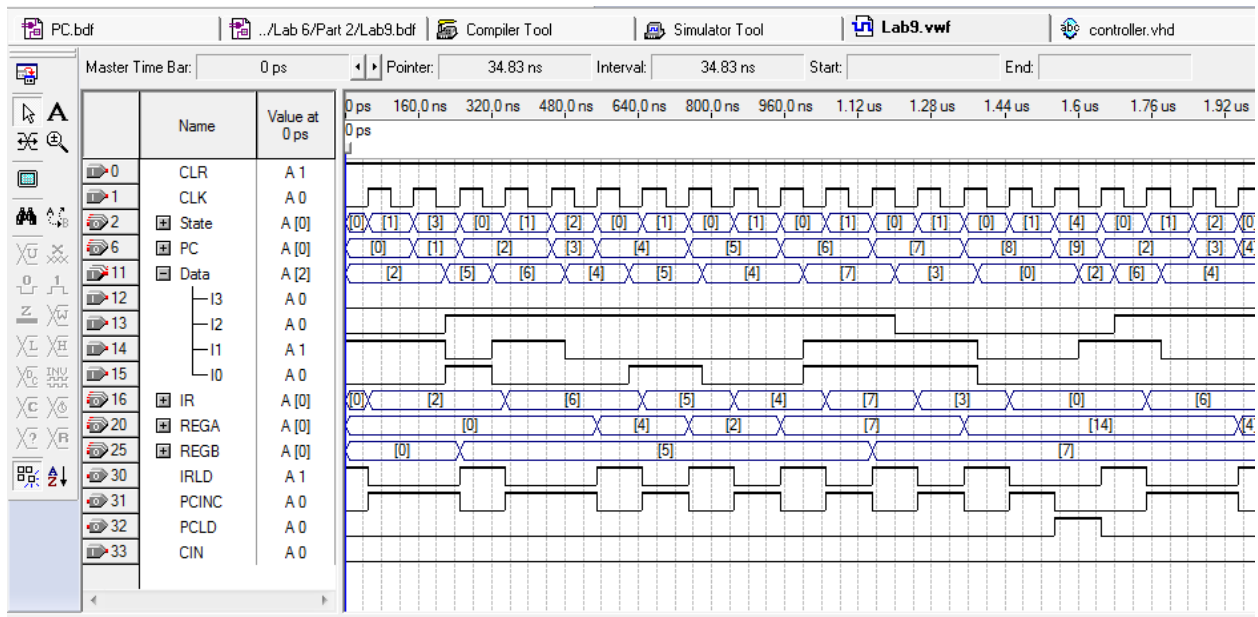 PC.bdf ../Lab 6/Part 2/Lab9.bdf Compiler Tool Simulator Tool Lab9.vwf controller.vhd
Master Time Bar: 0 ps Pointer: 34.83 ns Interval: 34.83 ns Start: End:
Name Value at 0 ps
0 ps 160.0 ns 320.0 ns 480.0 ns 640.0 ns 800.0 ns 960.0 ns 1.12 us 1.28 us 1.44 us 1.6 us 1.76 us 1.92 us
0 ps
0 CLR A 1
1 CLK A 0
2 State A [0] [0] [1] [3] [0] [1] [2] [0] [1] [0] [1] [0] [1] [0] [1] [0] [1] [4] [0] [1] [2] [0
6 PC A [0] [0] [1] [2] [3] [4] [5] [6] [7] [8] [9] [2] [3] [4
11 Data A [2] [2] [5] [6] [4] [5] [4] [7] [3] [0] [2] [6] [4]
12 I3 A 0
13 I2 A 0
14 I1 A 1
15 I0 A 0
16 IR A [0] [0] [2] [6] [5] [4] [7] [3] [0] [6]
20 REGA A [0] [0] [4] [2] [7] [14] [4
25 REGB A [0] [0] [5] [7]
30 IRLD A 1
31 PCINC A 0
32 PCLD A 0
33 CIN A 0